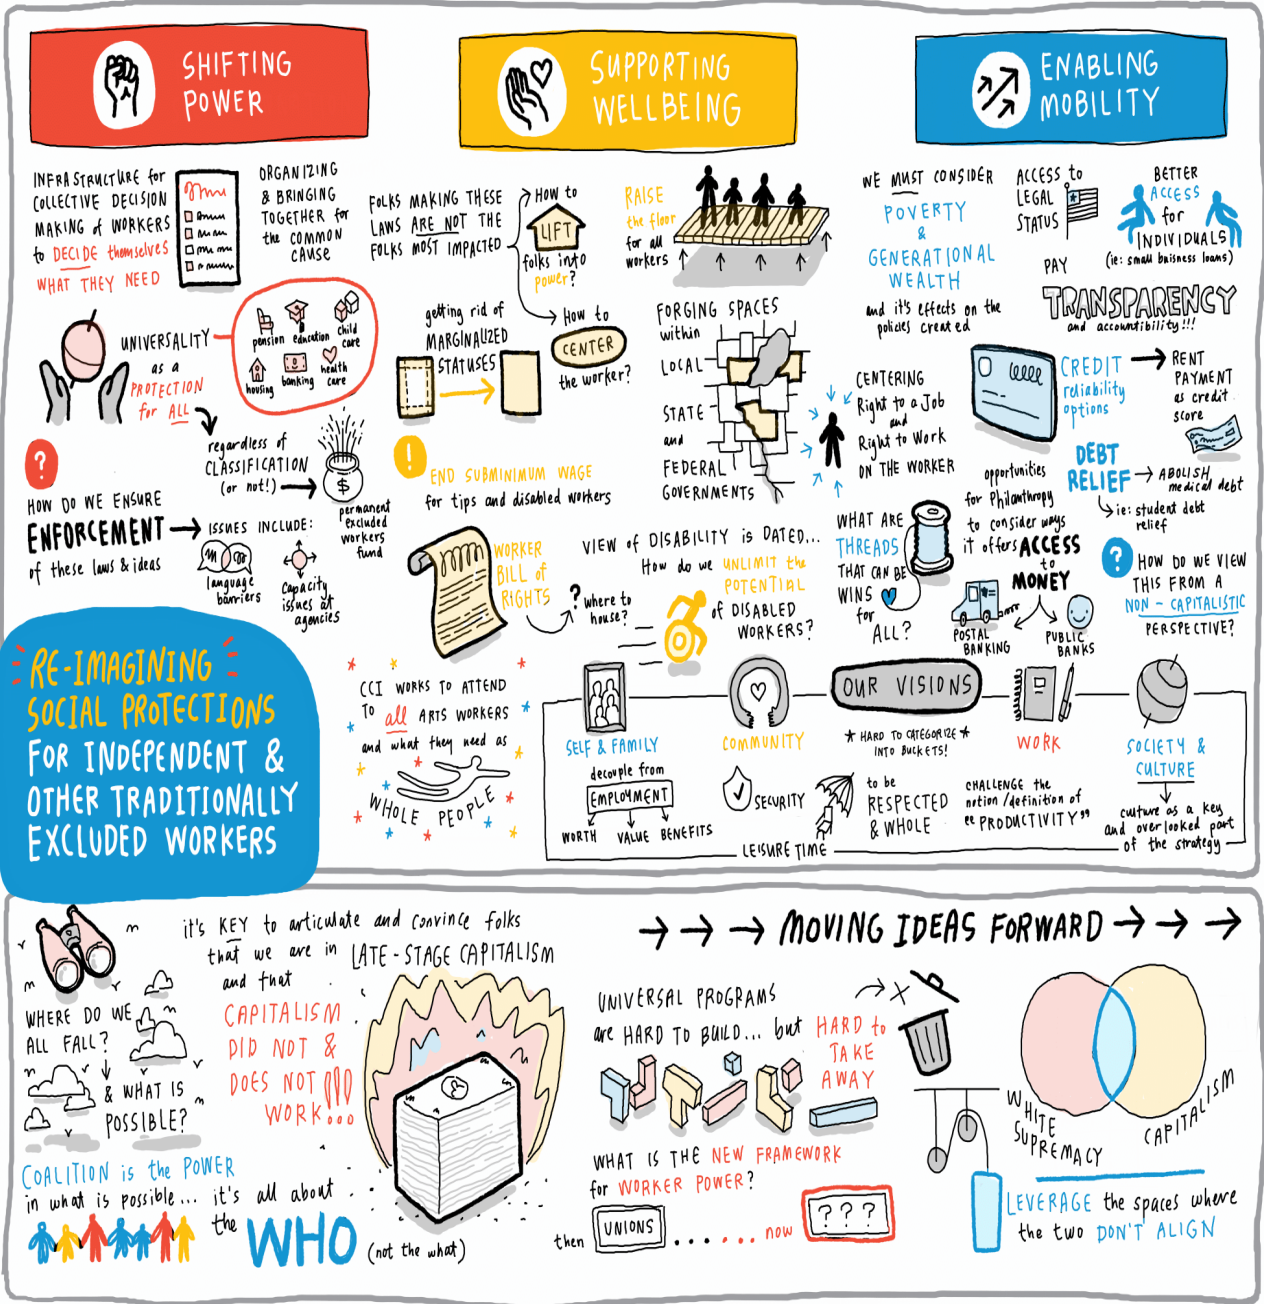 SHIFTING
POWER
SUPPORTING
WELLBEING
ENABLING
MOBILITY
INFRASTRUCTURE for
COLLECTIVE DECISION
MAKING of WORKERS
to DECIDE themselves
WHAT THEY NEED
ORGANIZING
& BRINGING
TOGETHER for
the COMMON
CAUSE
UNIVERSALITY
as a
PROTECTION
for ALL
pension education child
care
housing banking health
care
regardless of
CLASSIFICATION
(or not!)
$
permanent
excluded
workers
fund
?
HOW DO WE ENSURE
ENFORCEMENT
of these laws & ideas
ISSUES INCLUDE:
language
barriers
Capacity
issues at
agencies
FOLKS MAKING THESE
LAWS ARE NOT THE
FOLKS MOST IMPACTED
How to
LIFT
folks into
power?
How to
CENTER
the worker?
getting rid of
MARGINALIZED
STATUSES
!
END SUBMINIMUM WAGE
for tips and disabled workers
WORKER
BILL of
RIGHTS
? Where to
house?
RAISE
the floor
for all
workers
FORGING SPACES
within
LOCAL
STATE
and
FEDERAL
GOVERNMENTS
CENTERING
Right to a Job
and
Right to Work
ON THE WORKER
VIEW of DISABILITY is DATED...
How do we UNLIMIT the
POTENTIAL
of DISABLED
WORKERS?
WE MUST CONSIDER
POVERTY
&
GENERATIONAL
WEALTH
and it's effects on the
policies created
ACCESS to
LEGAL
STATUS
BETTER
ACCESS
for
INDIVIDUALS
(ie: small buisness loans)
PAY
TRANSPARENCY
and accountibility!!!
CREDIT
reliability
options
RENT
PAYMENT
as credit
score
DEBT
RELIEF
ABOLISH
medical debt
ie: student debt
relief
WHAT ARE
THREADS
THAT CAN BE
WINS
for
ALL?
opportunities
for Philanthropy
to consider ways
it offers ACCESS
to
MONEY
POSTAL
BANKING
PUBLIC
BANKS
?
HOW DO WE VIEW
THIS FROM A
NON-CAPITALISTIC
PERSPECTIVE?
RE-IMAGINING
SOCIAL PROTECTIONS
FOR INDEPENDENT &
OTHER TRADITIONALLY
EXCLUDED WORKERS
CCI WORKS TO ATTEND
TO all ARTS WORKERS
and what they need as
WHOLE PEOPLE
OUR VISIONS
* HARD TO CATEGORIZE *
INTO BUCKETS!
SELF & FAMILY
decouple from
EMPLOYMENT
WORTH VALUE BENEFITS
COMMUNITY
SECURITY
LEISURE TIME
to be
RESPECTED
& WHOLE
WORK
CHALLENGE the
notion/definition of
"PRODUCTIVITY"
SOCIETY &
CULTURE
culture as a key
and overlooked part
of the strategy
WHERE DO WE
ALL FALL?
& WHAT IS
POSSIBLE?
it's KEY to articulate and convince folks
that we are in LATE-STAGE CAPITALISM
and that
CAPITALISM
DID NOT &
DOES NOT
WORK!!!
COALITION is the POWER
in what is possible... it's all about
the WHO
(not the what)
MOVING IDEAS FORWARD
UNIVERSAL PROGRAMS
are HARD TO BUILD... but HARD to
TAKE
AWAY
WHAT IS THE NEW FRAMEWORK
for WORKER POWER?
then UNIONS ...... now ? ? ?
WHITE
SUPREMACY
CAPITALISM
LEVERAGE the spaces where
the two DON'T ALIGN